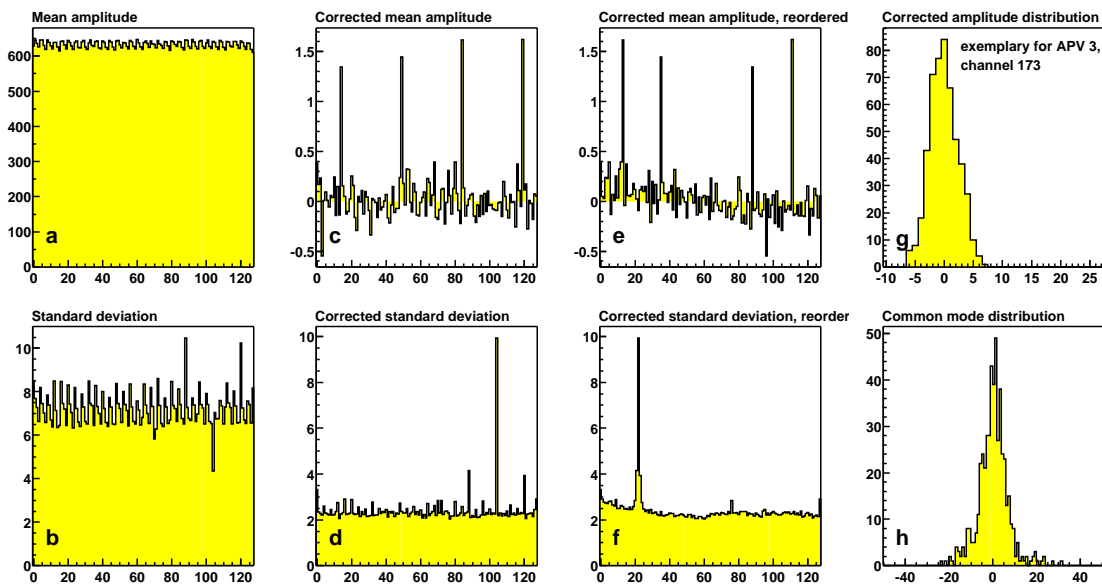 Mean amplitude
600
500
400
300
200
100
0
a
0 20 40 60 80 100 120
Corrected mean amplitude
1.5
1
0.5
0
-0.5
c
0 20 40 60 80 100 120
Corrected mean amplitude, reordered
1.5
1
0.5
0
-0.5
e
0 20 40 60 80 100 120
Corrected amplitude distribution
exemplary for APV 3,
channel 173
80
70
60
50
40
30
20
10
0
g
-10 -5 0 5 10 15 20 25
Standard deviation
10
8
6
4
2
0
b
0 20 40 60 80 100 120
Corrected standard deviation
10
8
6
4
2
0
d
0 20 40 60 80 100 120
Corrected standard deviation, reorder
10
8
6
4
2
0
f
0 20 40 60 80 100 120
Common mode distribution
50
40
30
20
10
0
h
-40 -20 0 20 40